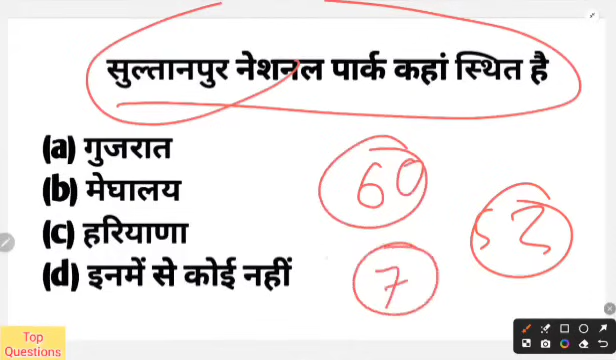 सुल्तानपुर नेशनल पार्क कहां स्थित है
(a) गुजरात
(b) मेघालय
(c) हरियाणा
(d) इनमें से कोई नहीं
60
52
7
Top
Questions